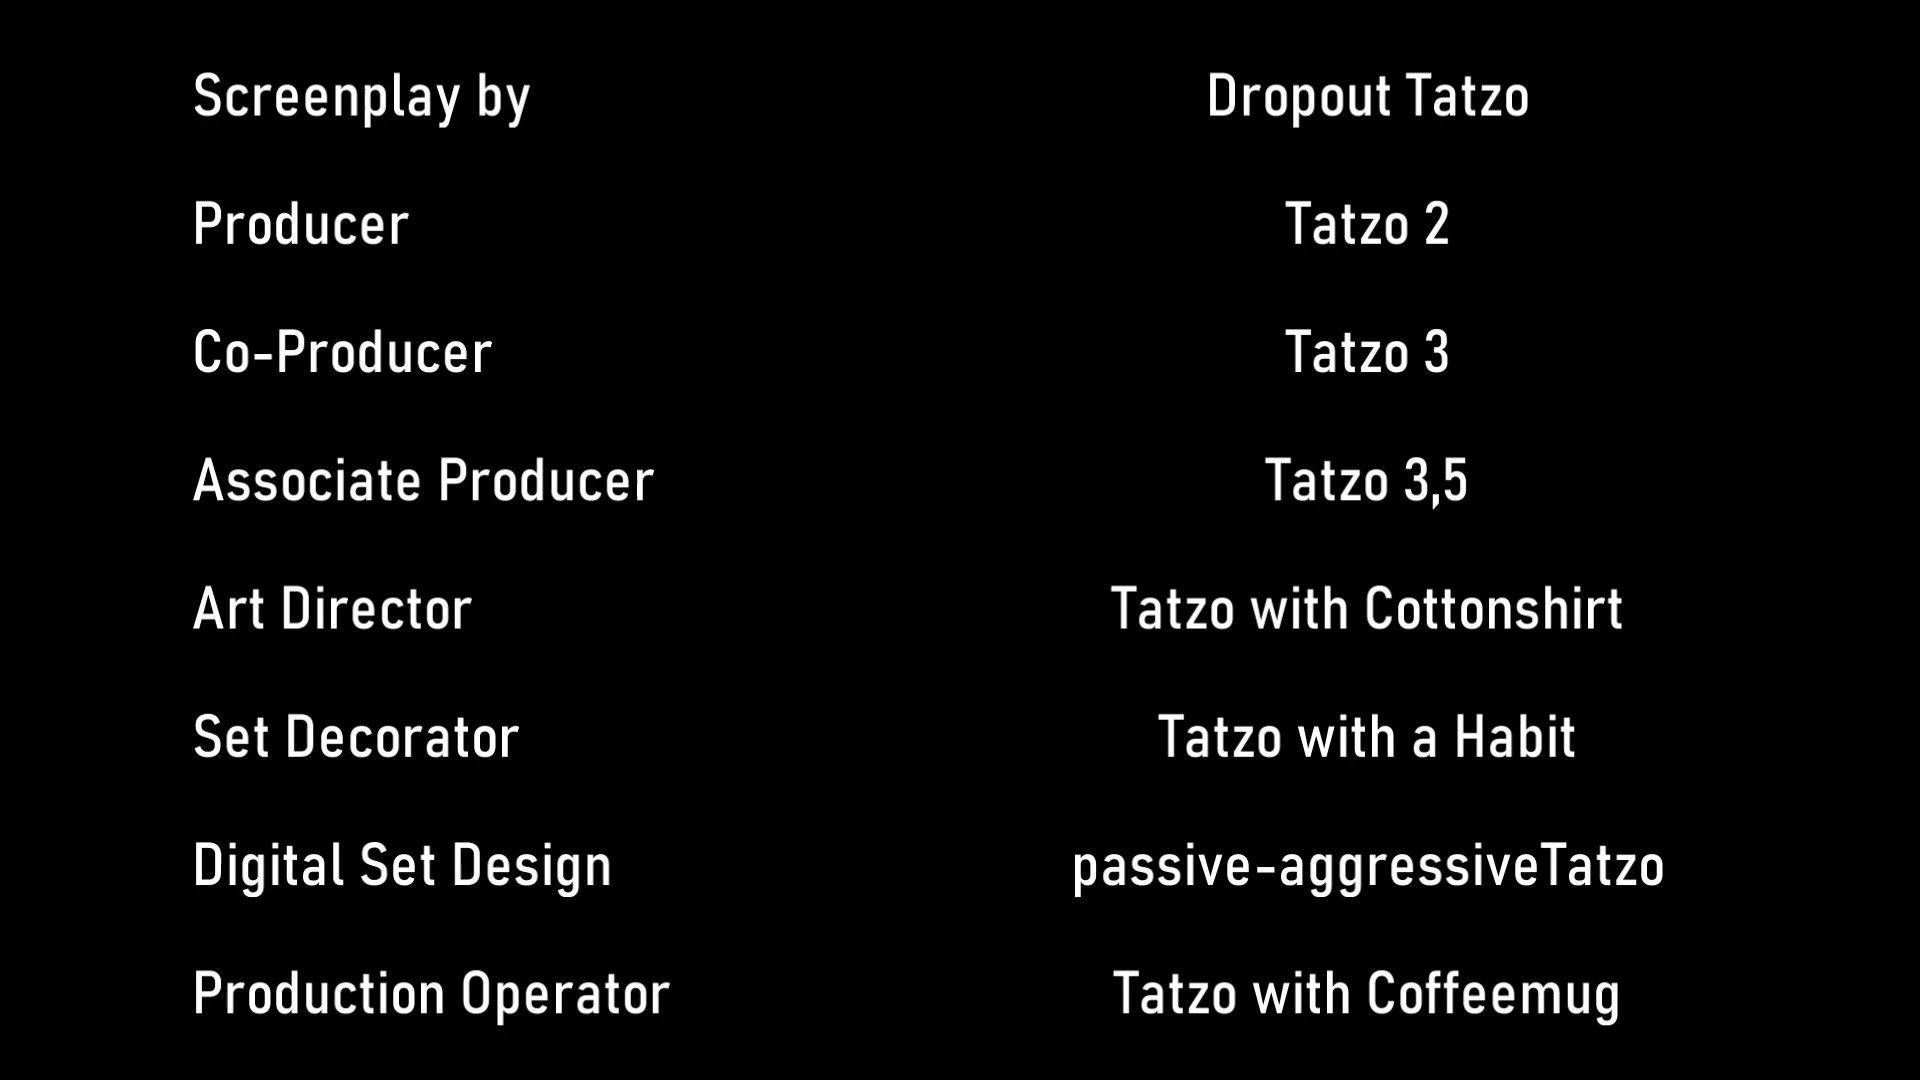 Screenplay by Dropout Tatzo
Producer Tatzo 2
Co-Producer Tatzo 3
Associate Producer Tatzo 3,5
Art Director Tatzo with Cottonshirt
Set Decorator Tatzo with a Habit
Digital Set Design passive-aggressiveTatzo
Production Operator Tatzo with Coffeemug